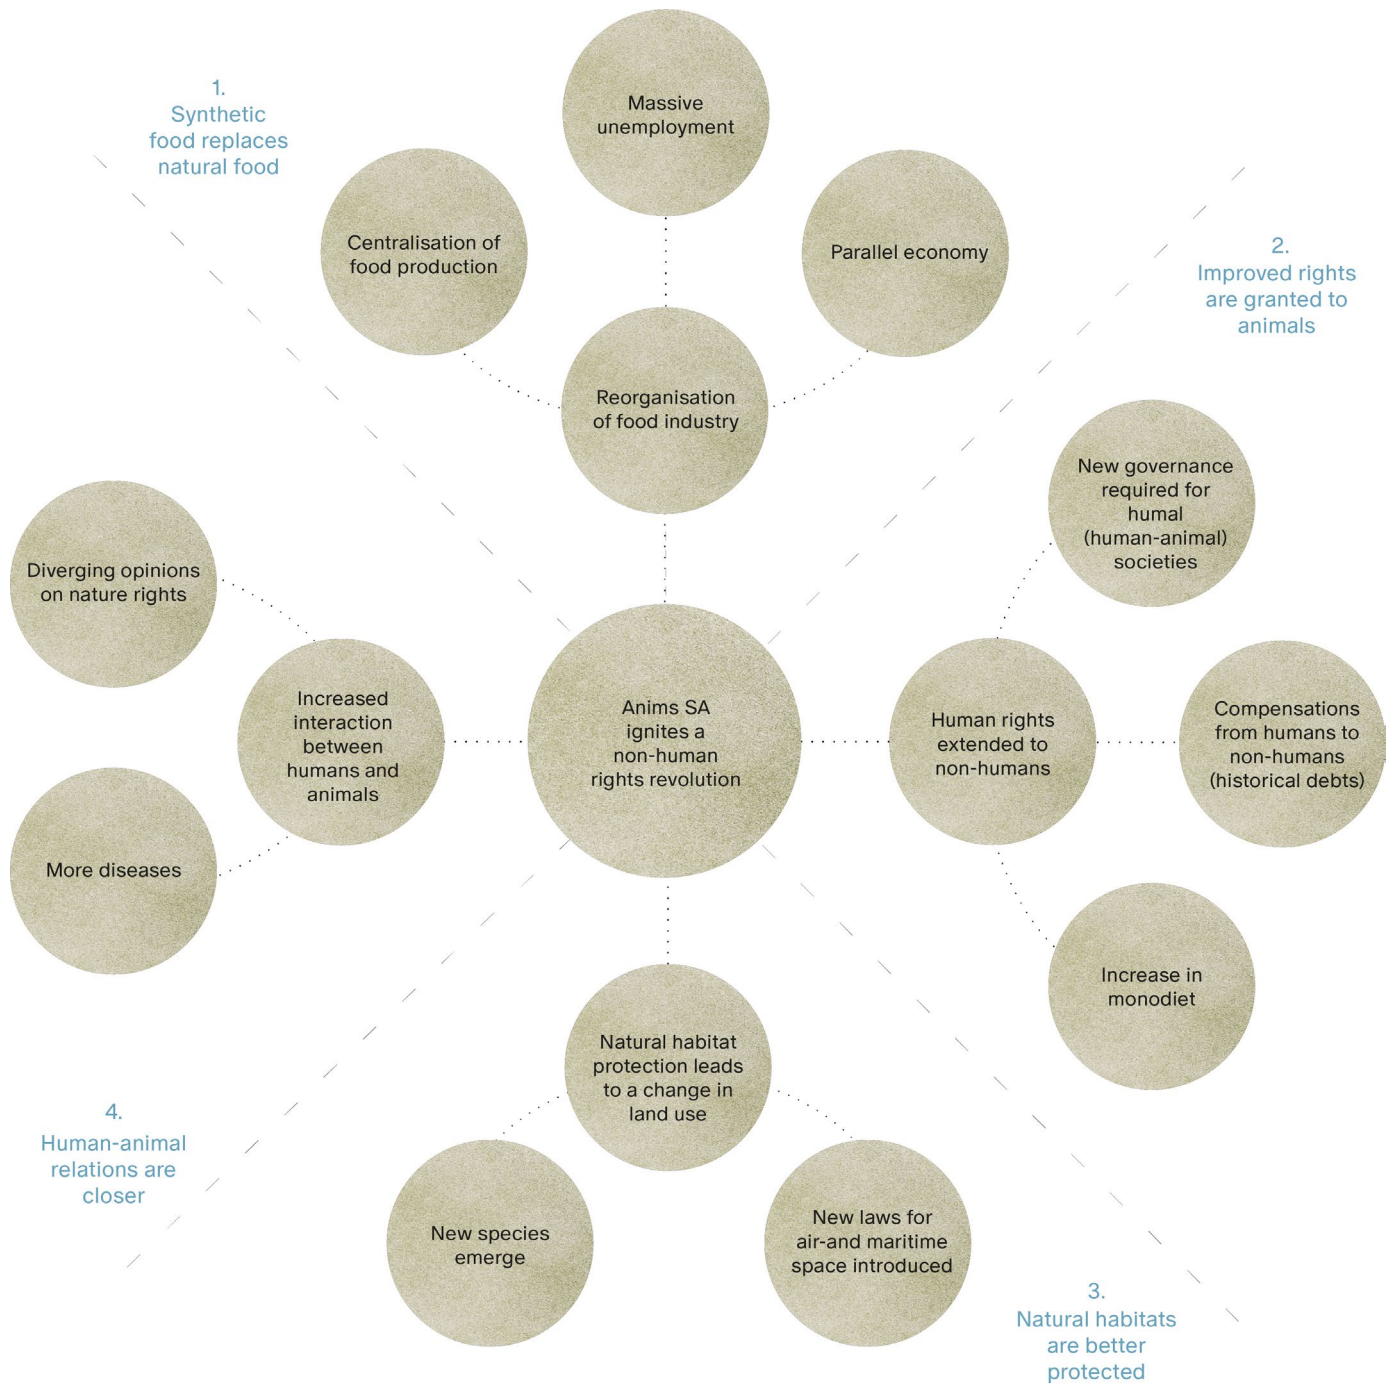 1.
Synthetic
food replaces
natural food
Massive
unemployment
Centralisation of
food production
Parallel economy
Reorganisation
of food industry
2.
Improved rights
are granted to
animals
New governance
required for
humal
(human-animal)
societies
Human rights
extended to
non-humans
Compensations
from humans to
non-humans
(historical debts)
Increase in
monodiet
Anims SA
ignites a
non-human
rights revolution
Diverging opinions
on nature rights
Increased
interaction
between
humans and
animals
More diseases
Natural habitat
protection leads
to a change in
land use
New species
emerge
New laws for
air-and maritime
space introduced
3.
Natural habitats
are better
protected
4.
Human-animal
relations are
closer